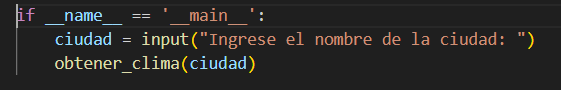 if __name__ == '__main__':
    ciudad = input("Ingrese el nombre de la ciudad: ")
    obtener_clima(ciudad)